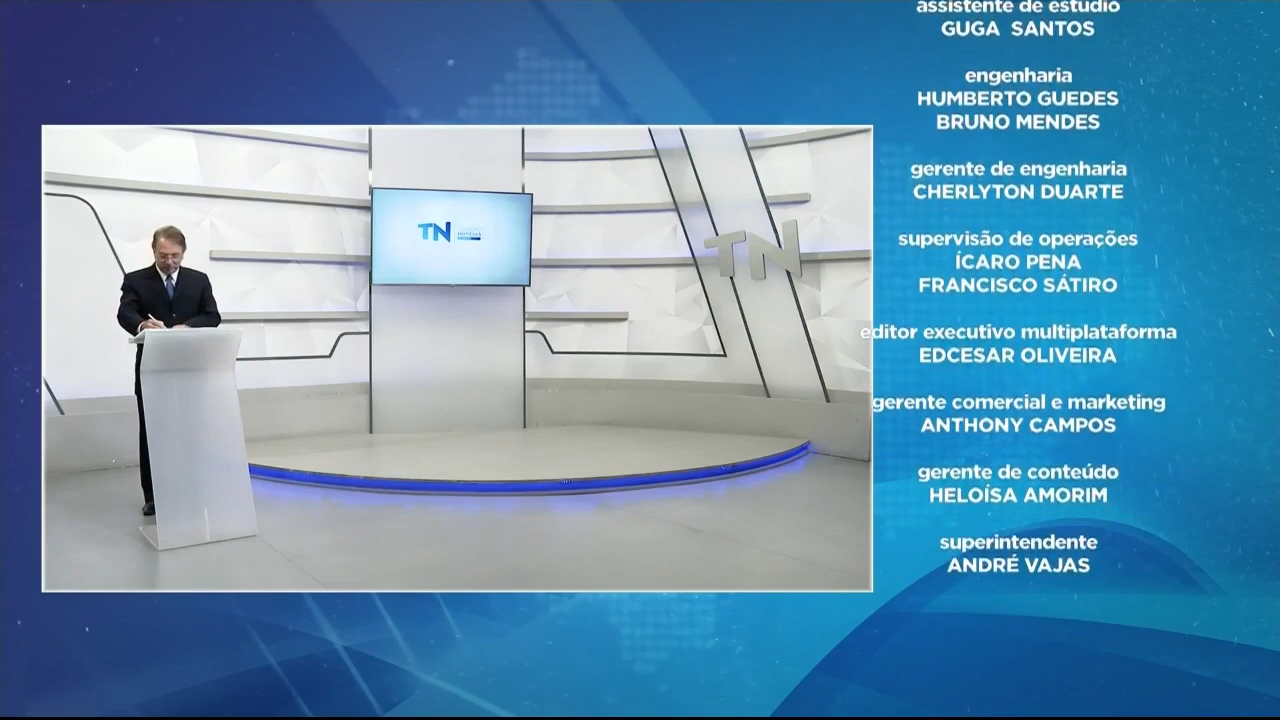 assistente de estúdio
GUGA SANTOS
engenharia
HUMBERTO GUEDES
BRUNO MENDES
gerente de engenharia
CHERLYTON DUARTE
supervisão de operações
ÍCARO PENA
FRANCISCO SÁTIRO
editor executivo multiplataforma
EDCESAR OLIVEIRA
gerente comercial e marketing
ANTHONY CAMPOS
gerente de conteúdo
HELOÍSA AMORIM
superintendente
ANDRÉ VAJAS
TN
NOTÍCIAS
TN